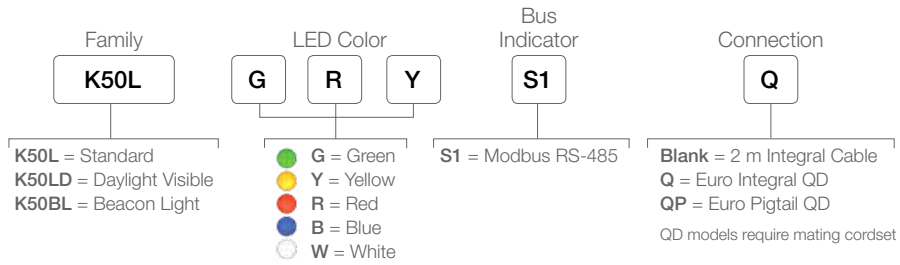 Family
LED Color
Bus
Indicator
Connection
K50L
G
R
Y
S1
Q
K50L = Standard
K50LD = Daylight Visible
K50BL = Beacon Light
G = Green
Y = Yellow
R = Red
B = Blue
W = White
S1 = Modbus RS-485
Blank = 2 m Integral Cable
Q = Euro Integral QD
QP = Euro Pigtail QD
QD models require mating cordset